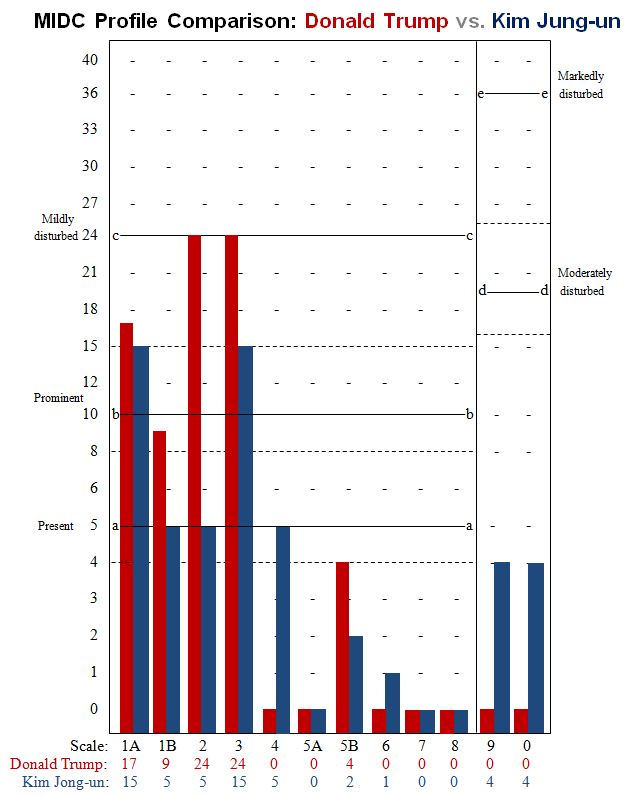 MIDC Profile Comparison: Donald Trump vs. Kim Jung-un
40
Markedly
36 e e disturbed
33
30
27
Mildly
disturbed 24 c c
21 Moderately
d d disturbed
18
15
12
Prominent
10 b b
8
6
Present 5 a a
4
3
2
1
0
Scale: 1A 1B 2 3 4 5A 5B 6 7 8 9 0
Donald Trump: 17 9 24 24 0 0 4 0 0 0 0 0
Kim Jong-un: 15 5 5 15 5 0 2 1 0 0 4 4